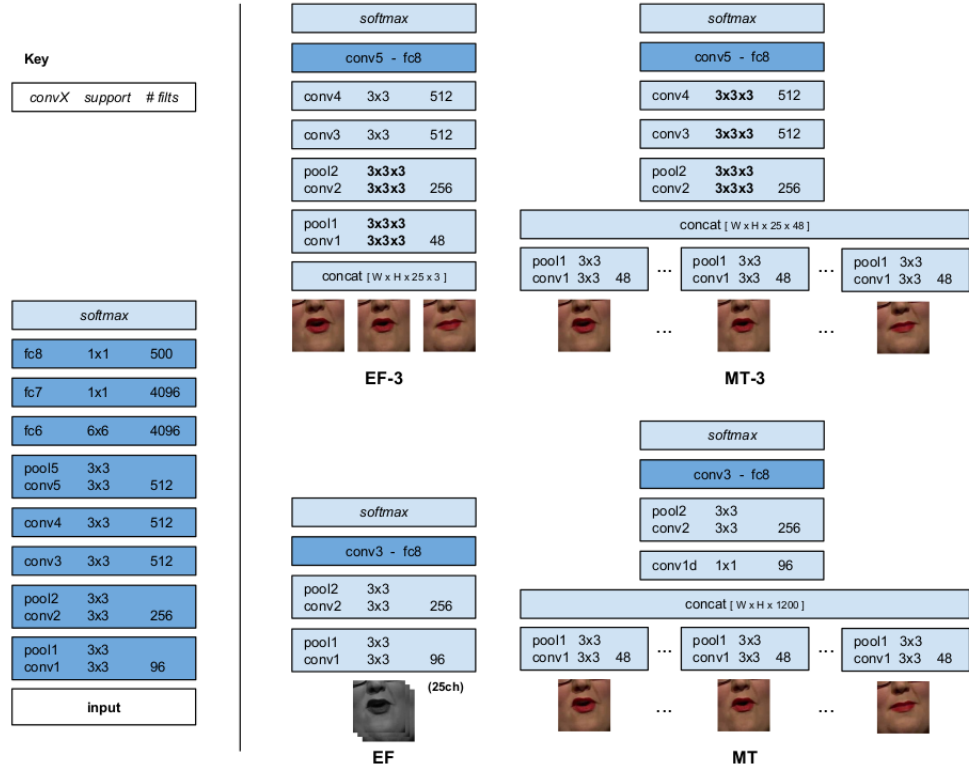 Key
convX support # filts
softmax
fc8 1x1 500
fc7 1x1 4096
fc6 6x6 4096
pool5 3x3
conv5 3x3 512
conv4 3x3 512
conv3 3x3 512
pool2 3x3
conv2 3x3 256
pool1 3x3
conv1 3x3 96
input
softmax
conv5 - fc8
conv4 3x3 512
conv3 3x3 512
pool2 3x3x3
conv2 3x3x3 256
pool1 3x3x3
conv1 3x3x3 48
concat [ W x H x 25 x 3 ]
EF-3
softmax
conv5 - fc8
conv4 3x3x3 512
conv3 3x3x3 512
pool2 3x3x3
conv2 3x3x3 256
concat [ W x H x 25 x 48 ]
pool1 3x3 ... pool1 3x3 ... pool1 3x3
conv1 3x3 48 conv1 3x3 48 conv1 3x3 48
... ...
MT-3
softmax
conv3 - fc8
pool2 3x3
conv2 3x3 256
pool1 3x3
conv1 3x3 96
(25ch)
EF
softmax
conv3 - fc8
pool2 3x3
conv2 3x3 256
conv1d 1x1 96
concat [ W x H x 1200 ]
pool1 3x3 ... pool1 3x3 ... pool1 3x3
conv1 3x3 48 conv1 3x3 48 conv1 3x3 48
... ...
MT